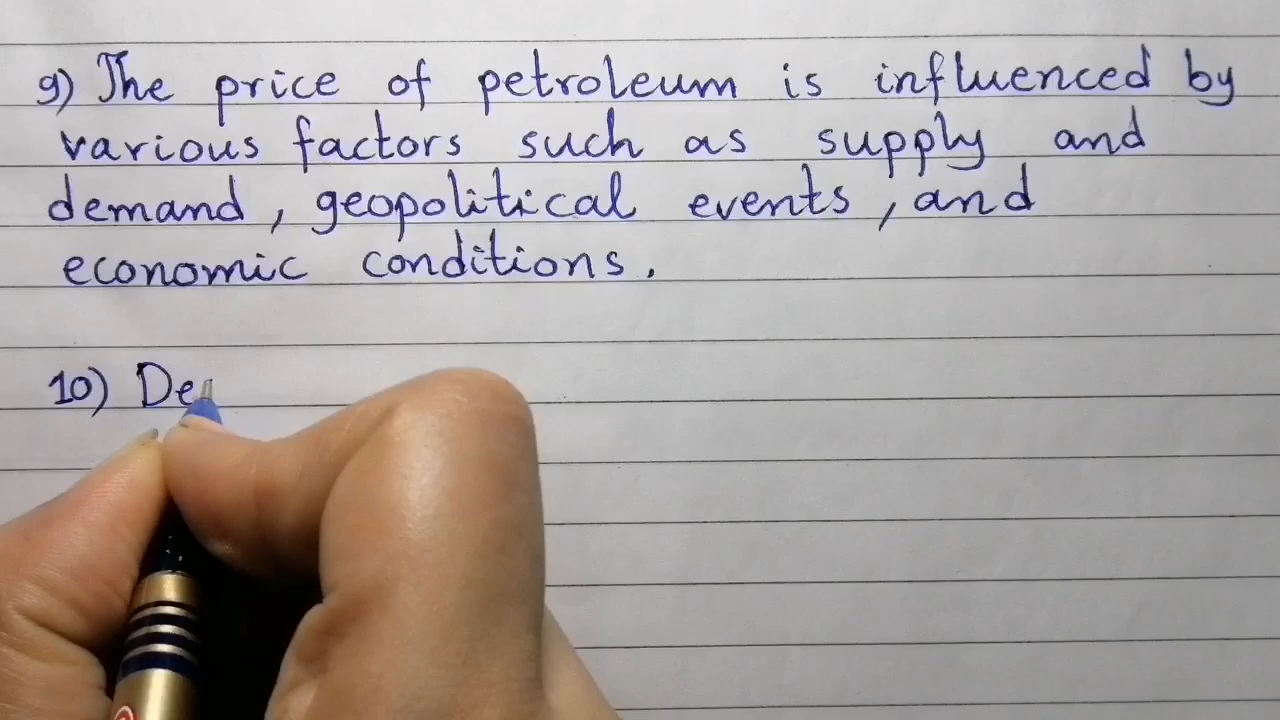 9) The price of petroleum is influenced by
various factors such as supply and
demand, geopolitical events, and
economic conditions.
10) De